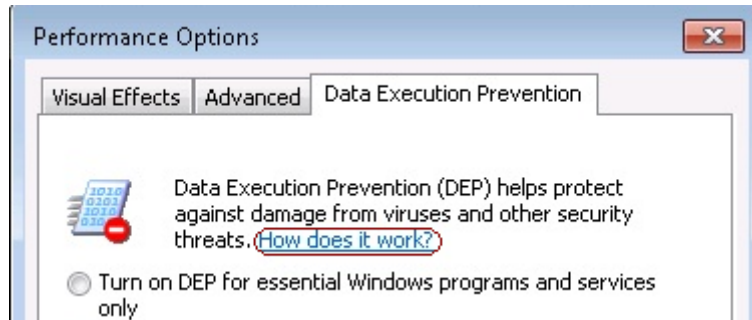 Performance Options
Visual Effects Advanced Data Execution Prevention
Data Execution Prevention (DEP) helps protect
against damage from viruses and other security
threats. How does it work?
Turn on DEP for essential Windows programs and services
only